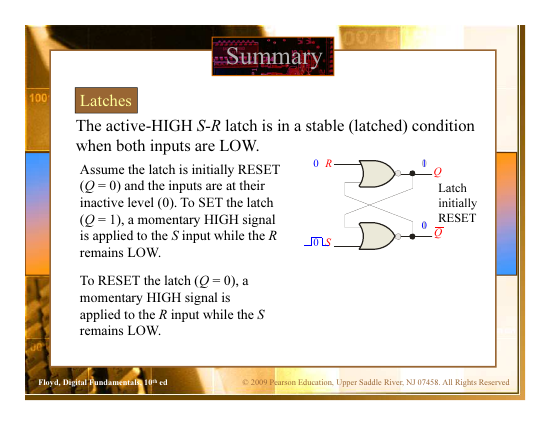 Summary
Latches
The active-HIGH S-R latch is in a stable (latched) condition
when both inputs are LOW.
Assume the latch is initially RESET
(Q = 0) and the inputs are at their
inactive level (0). To SET the latch
(Q = 1), a momentary HIGH signal
is applied to the S input while the R
remains LOW.
To RESET the latch (Q = 0), a
momentary HIGH signal is
applied to the R input while the S
remains LOW.
0 R
Q
Latch
initially
RESET
0
Q
0 S
Floyd, Digital Fundamentals, 10th ed
© 2009 Pearson Education, Upper Saddle River, NJ 07458. All Rights Reserved